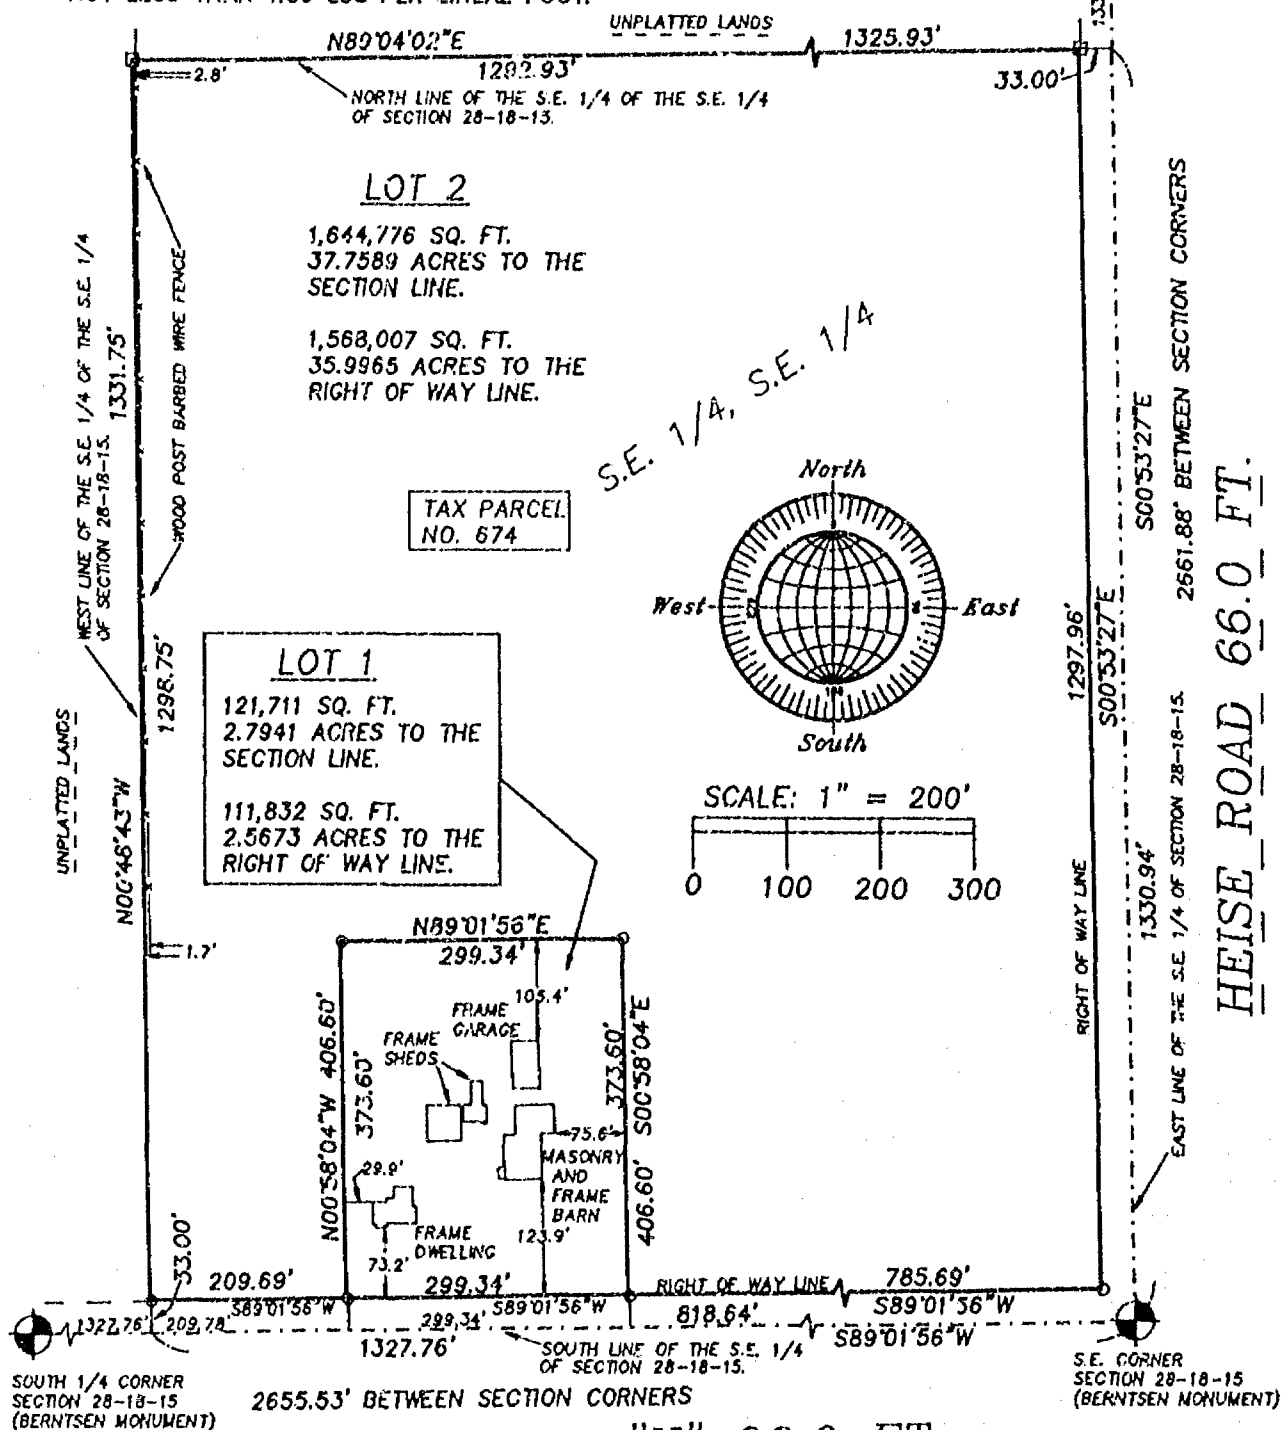 UNPLATTED LANDS
N89°04'02"E
1325.93'
1292.93'
33.00'
2.8'
NORTH LINE OF THE S.E. 1/4 OF THE S.E. 1/4
OF SECTION 28-18-15.
LOT 2
1,644,776 SQ. FT.
37.7589 ACRES TO THE
SECTION LINE.
1,568,007 SQ. FT.
35.9965 ACRES TO THE
RIGHT OF WAY LINE.
WEST LINE OF THE S.E. 1/4 OF THE S.E. 1/4
OF SECTION 28-18-15.
1331.75'
WOOD POST BARBED WIRE FENCE
S.E. 1/4, S.E. 1/4
TAX PARCEL
NO. 674
North
West
East
South
2661.88' BETWEEN SECTION CORNERS
S00°53'27"E
HEISE ROAD 66.0 FT.
1297.96'
S00°53'27"E
LOT 1
121,711 SQ. FT.
2.7941 ACRES TO THE
SECTION LINE.
111,832 SQ. FT.
2.5673 ACRES TO THE
RIGHT OF WAY LINE.
1298.75'
UNPLATTED LANDS
N00°46'43"W
SCALE: 1" = 200'
0 100 200 300
RIGHT OF WAY LINE
1330.94'
EAST LINE OF THE S.E. 1/4 OF SECTION 28-18-15.
1.7'
N89°01'56"E
299.34'
105.4'
FRAME
GARAGE
FRAME
SHEDS
N00°58'04"W 406.60'
373.60'
373.60'
406.60' S00°58'04"E
75.6'
MASONRY
AND
FRAME
BARN
29.9'
FRAME
DWELLING
73.2'
123.9'
33.00'
209.69'
S89°01'56"W
299.34'
S89°01'56"W
RIGHT OF WAY LINE
785.69'
S89°01'56"W
1327.76'
209.78'
299.34'
818.64'
S89°01'56"W
1327.76'
SOUTH LINE OF THE S.E. 1/4
OF SECTION 28-18-15.
SOUTH 1/4 CORNER
SECTION 28-18-15
(BERNTSEN MONUMENT)
2655.53' BETWEEN SECTION CORNERS
S.E. CORNER
SECTION 28-18-15
(BERNTSEN MONUMENT)